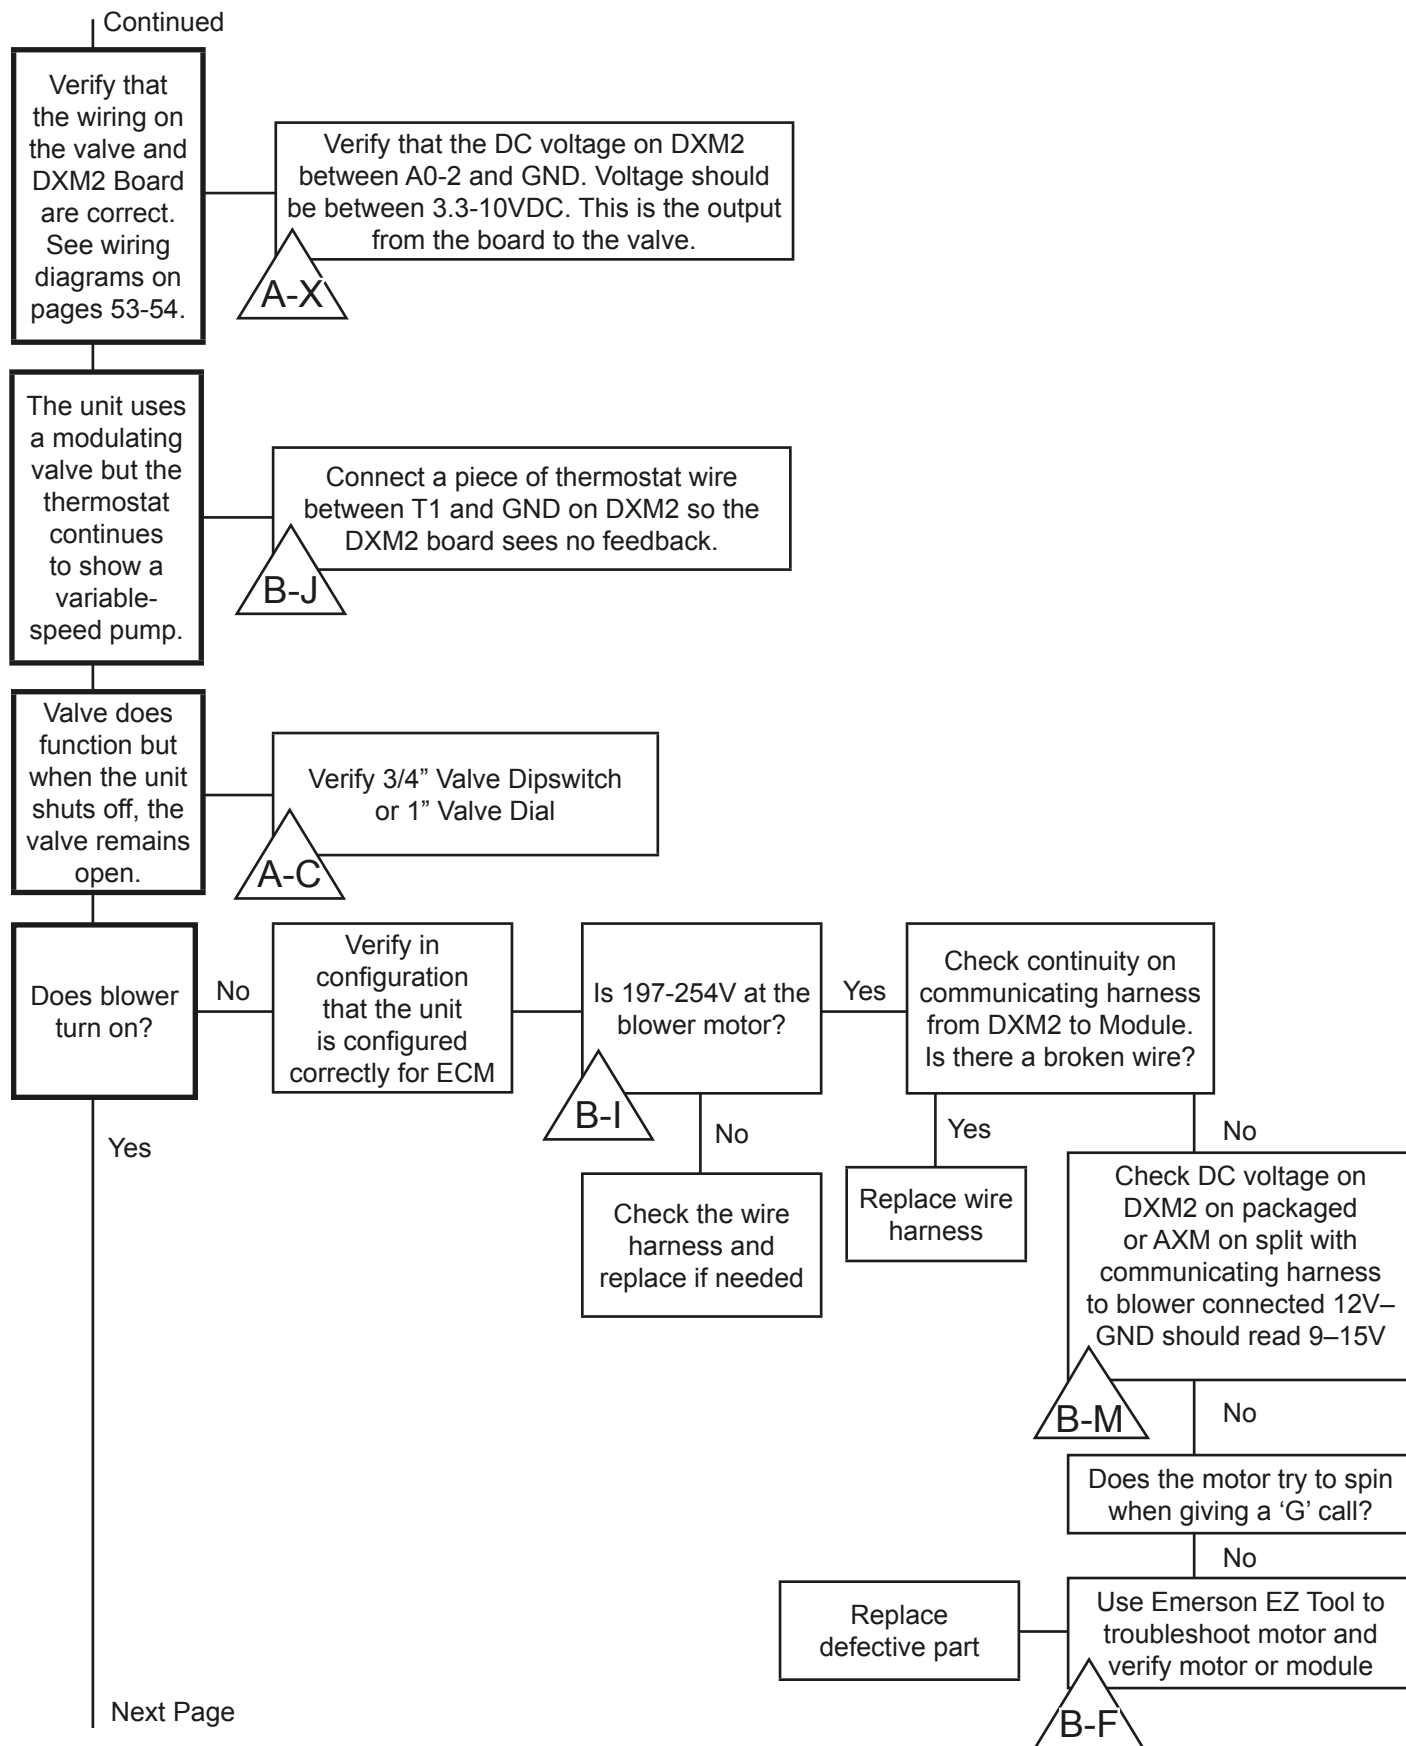 Continued
Verify that
the wiring on
the valve and
DXM2 Board
are correct.
See wiring
diagrams on
pages 53-54.
Verify that the DC voltage on DXM2
between A0-2 and GND. Voltage should
be between 3.3-10VDC. This is the output
from the board to the valve.
A-X
The unit uses
a modulating
valve but the
thermostat
continues
to show a
variable-
speed pump.
Connect a piece of thermostat wire
between T1 and GND on DXM2 so the
DXM2 board sees no feedback.
B-J
Valve does
function but
when the unit
shuts off, the
valve remains
open.
Verify 3/4” Valve Dipswitch
or 1” Valve Dial
A-C
Does blower
turn on?
No
Verify in
configuration
that the unit
is configured
correctly for ECM
Is 197-254V at the
blower motor?
B-I
Yes
Check continuity on
communicating harness
from DXM2 to Module.
Is there a broken wire?
Yes
No
Check the wire
harness and
replace if needed
Yes
Replace wire
harness
No
Check DC voltage on
DXM2 on packaged
or AXM on split with
communicating harness
to blower connected 12V–
GND should read 9–15V
B-M
No
Does the motor try to spin
when giving a ‘G’ call?
No
Use Emerson EZ Tool to
troubleshoot motor and
verify motor or module
B-F
Replace
defective part
Next Page